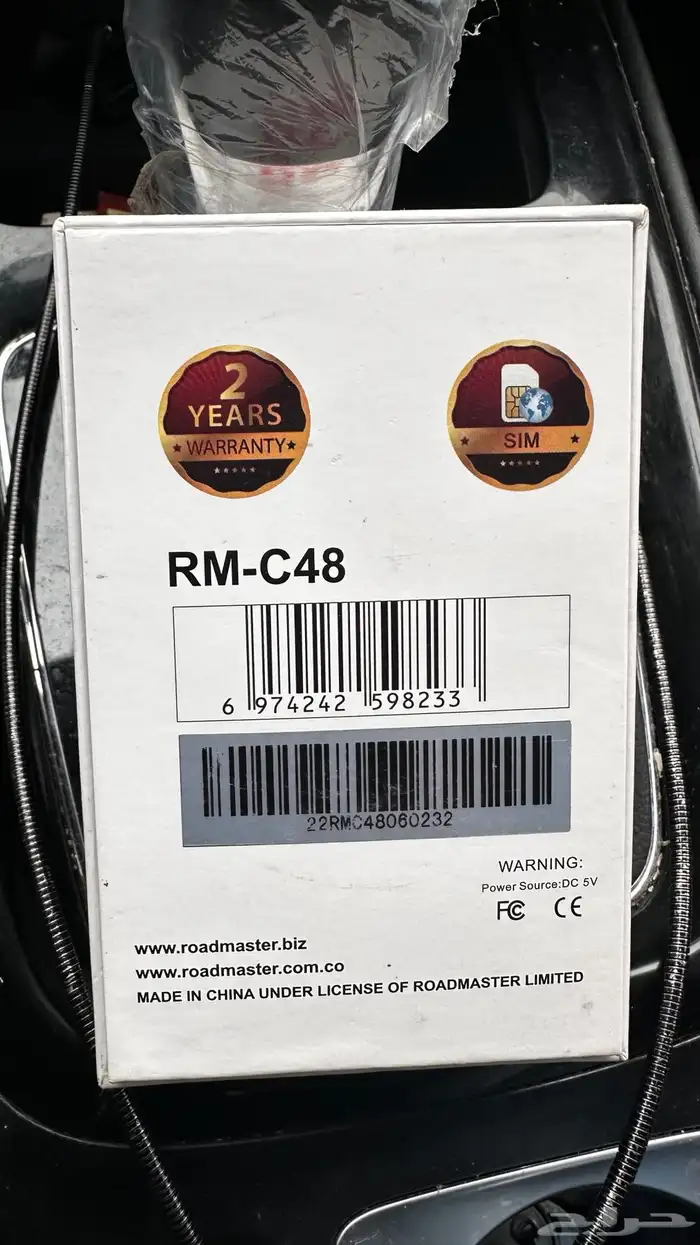 2
YEARS
WARRANTY
SIM
RM-C48
6 974242 598233
22RMC48060232
WARNING:
Power Source:DC 5V
FC CE
www.roadmaster.biz
www.roadmaster.com.co
MADE IN CHINA UNDER LICENSE OF ROADMASTER LIMITED
حراج